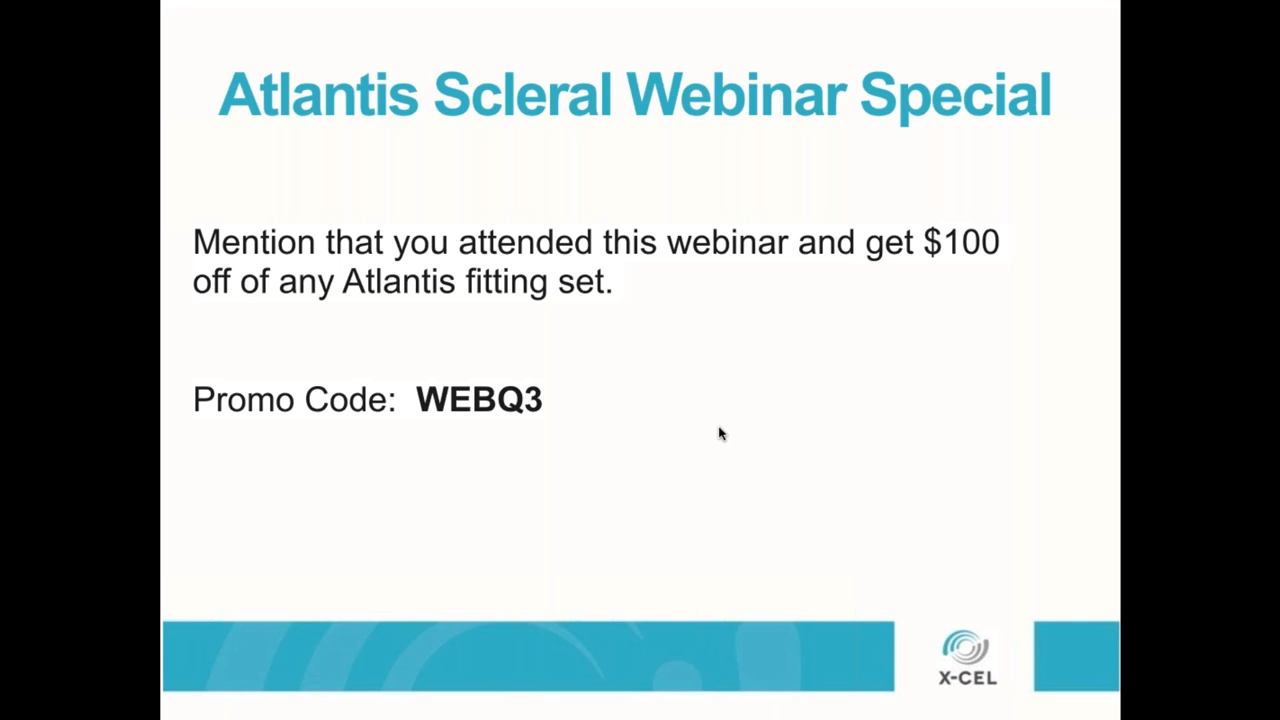 Atlantis Scleral Webinar Special
Mention that you attended this webinar and get $100
off of any Atlantis fitting set.
Promo Code: WEBQ3
X-CEL